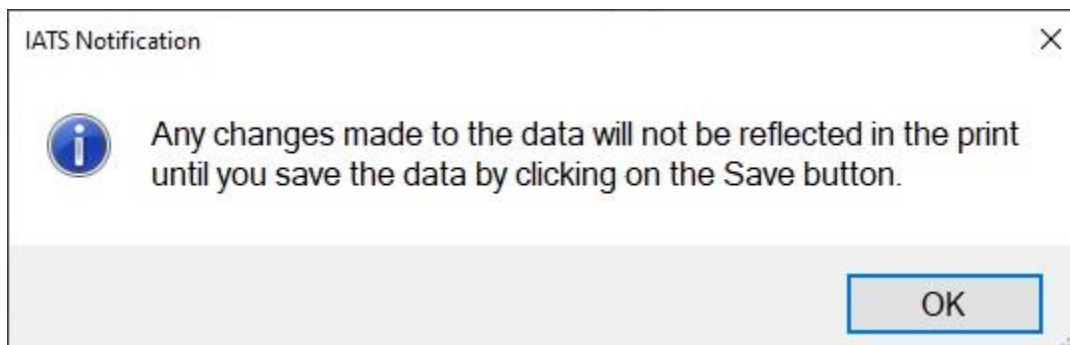 IATS Notification
Any changes made to the data will not be reflected in the print
until you save the data by clicking on the Save button.
OK